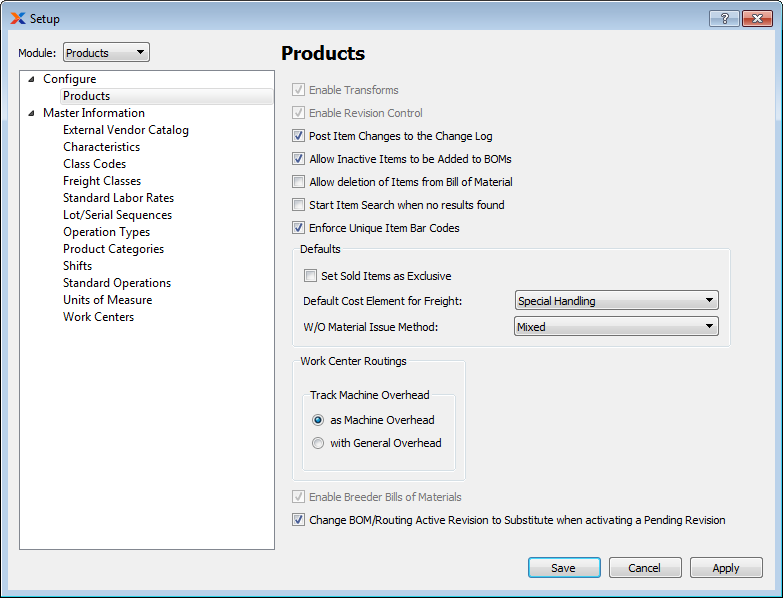 Setup
Module: Products
Products
Configure
Products
Master Information
External Vendor Catalog
Characteristics
Class Codes
Freight Classes
Standard Labor Rates
Lot/Serial Sequences
Operation Types
Product Categories
Shifts
Standard Operations
Units of Measure
Work Centers
Enable Transforms
Enable Revision Control
Post Item Changes to the Change Log
Allow Inactive Items to be Added to BOMs
Allow deletion of Items from Bill of Material
Start Item Search when no results found
Enforce Unique Item Bar Codes
Defaults
Set Sold Items as Exclusive
Default Cost Element for Freight: Special Handling
W/O Material Issue Method: Mixed
Work Center Routings
Track Machine Overhead
as Machine Overhead
with General Overhead
Enable Breeder Bills of Materials
Change BOM/Routing Active Revision to Substitute when activating a Pending Revision
Save Cancel Apply